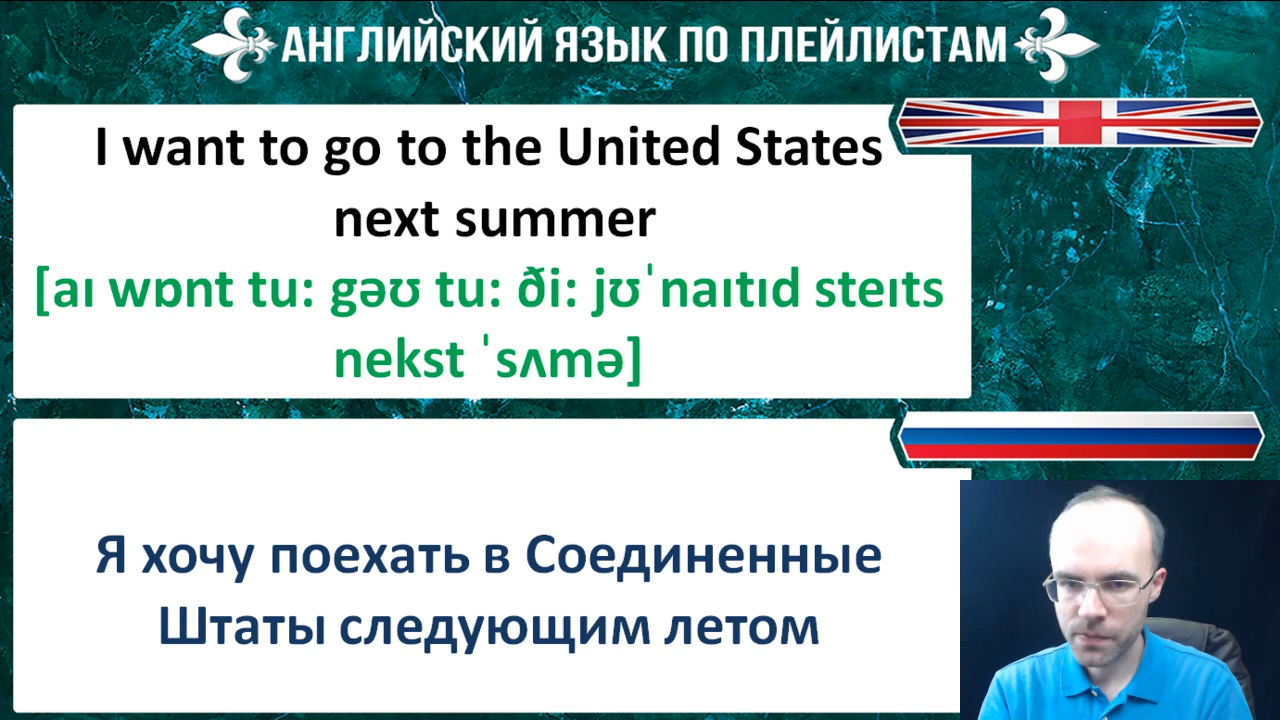 АНГЛИЙСКИЙ ЯЗЫК ПО ПЛЕЙЛИСТАМ
I want to go to the United States
next summer
[aɪ wɒnt tu: gəʊ tu: ði: jʊˈnaɪtɪd steɪts
nekst ˈsʌmə]
Я хочу поехать в Соединенные
Штаты следующим летом